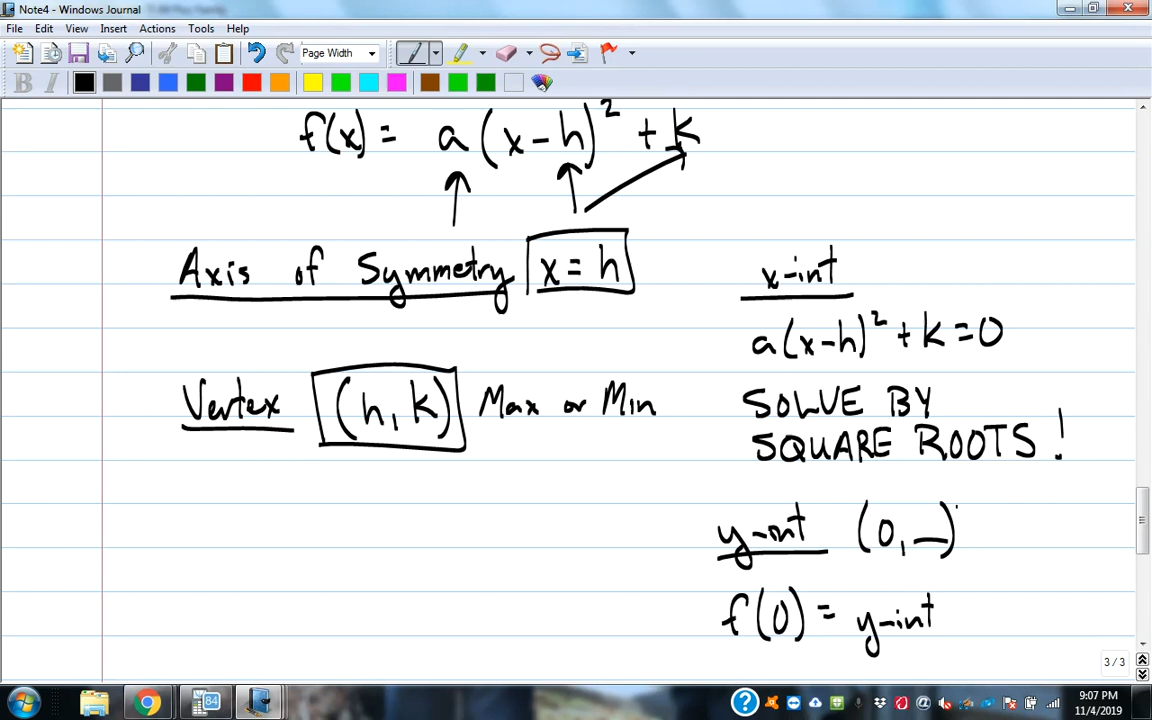 Note4 - Windows Journal
File Edit View Insert Actions Tools Help
Page Width
B I
f(x) = a(x-h)² + k
Axis of Symmetry x = h
x-int
a(x-h)² + k = 0
Vertex (h, k) Max or Min
SOLVE BY
SQUARE ROOTS!
y-int (0, _)
f(0) = y-int
3 / 3
84
9:07 PM
11/4/2019